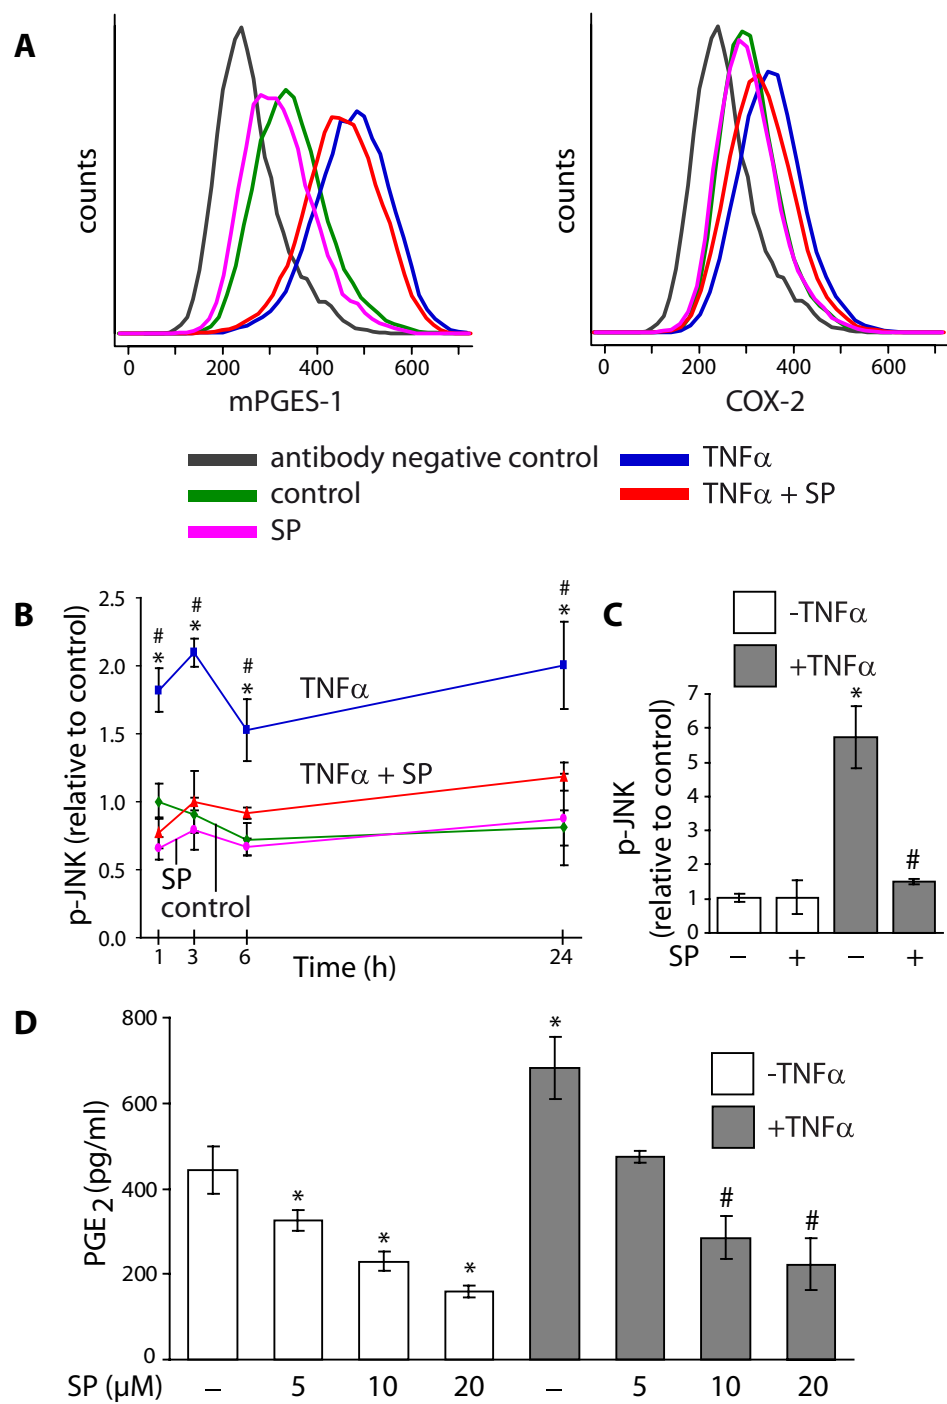 A
counts
0 200 400 600
mPGES-1
counts
0 200 400 600
COX-2
antibody negative control
control
SP
TNFα
TNFα + SP
B
p-JNK (relative to control)
2.5
2.0
1.5
1.0
0.5
0.0
# # # #
* * * *
TNFα
TNFα + SP
SP
control
1 3 6 24
Time (h)
C
-TNFα
+TNFα
p-JNK
(relative to control)
7
6
5
4
3
2
1
0
*
#
SP – + – +
D
PGE2 (pg/ml)
800
600
400
200
0
* * * * # #
-TNFα
+TNFα
SP (µM) – 5 10 20 – 5 10 20